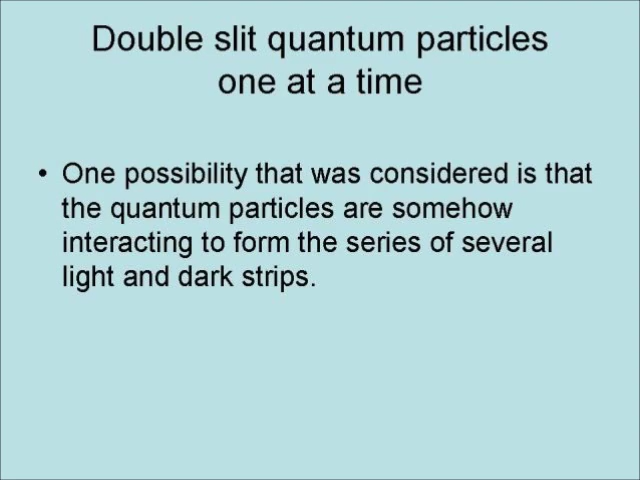 Double slit quantum particles
one at a time
• One possibility that was considered is that
the quantum particles are somehow
interacting to form the series of several
light and dark strips.